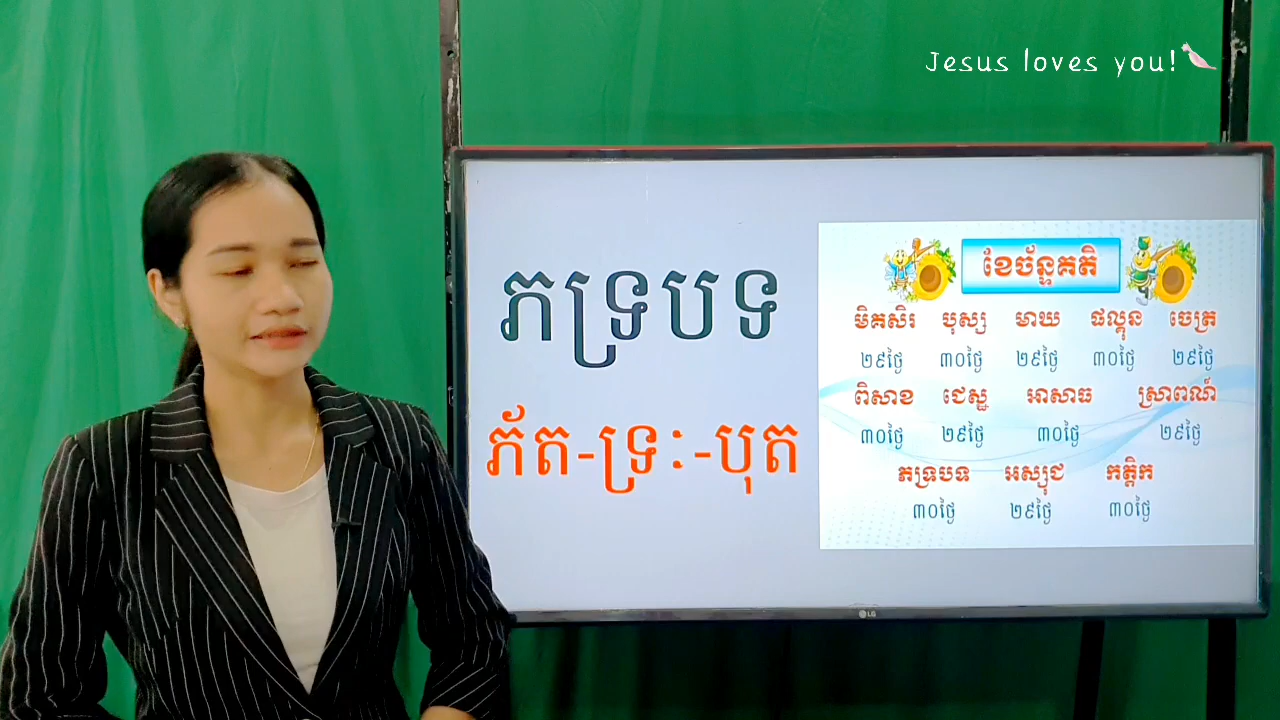 Jesus loves you!
ភទ្របទ
ភ័ត-ទ្រៈ-បុត
ខែច័ន្ទគតិ
មិគសិរ បុស្ស មាឃ ផល្គុន ចេត្រ
២៩ថ្ងៃ ៣០ថ្ងៃ ២៩ថ្ងៃ ៣០ថ្ងៃ ២៩ថ្ងៃ
ពិសាខ ជេស្ឋ អាសាធ ស្រាពណ៍
៣០ថ្ងៃ ២៩ថ្ងៃ ៣០ថ្ងៃ ២៩ថ្ងៃ
ភទ្របទ អស្សុជ កត្តិក
៣០ថ្ងៃ ២៩ថ្ងៃ ៣០ថ្ងៃ
LG